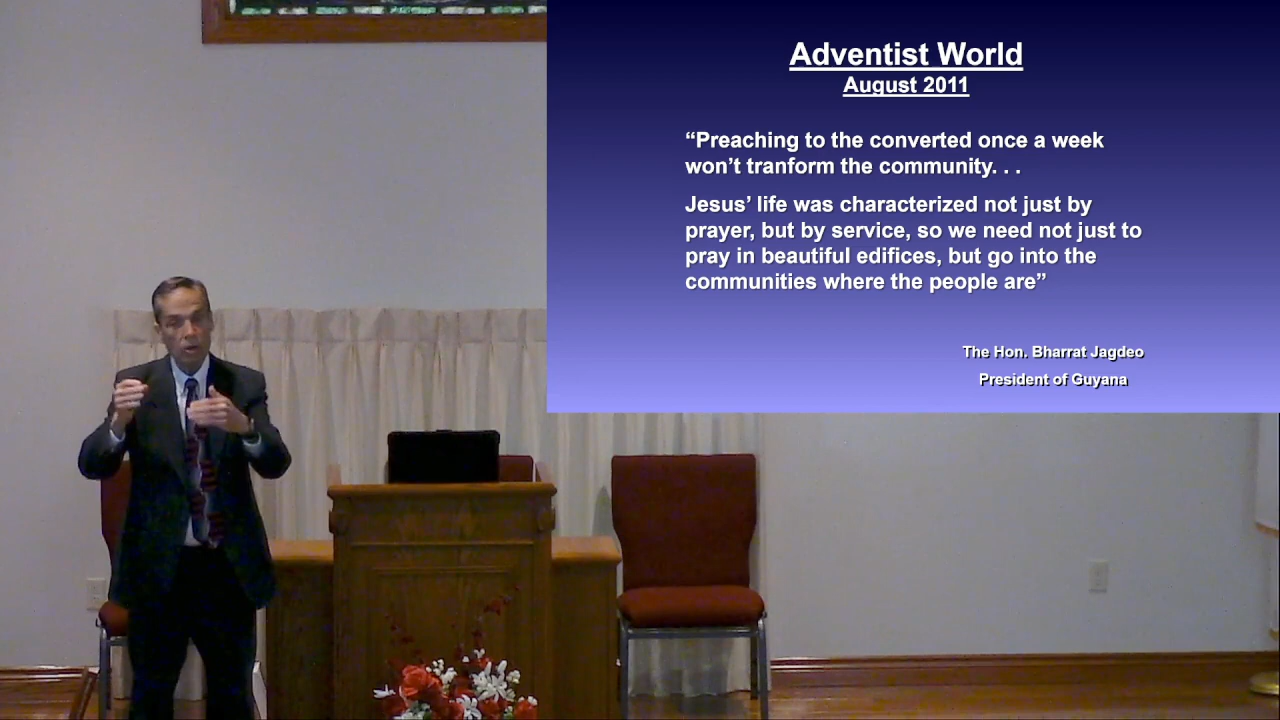 Adventist World
August 2011
“Preaching to the converted once a week
won’t tranform the community. . .
Jesus’ life was characterized not just by
prayer, but by service, so we need not just to
pray in beautiful edifices, but go into the
communities where the people are”
The Hon. Bharrat Jagdeo
President of Guyana